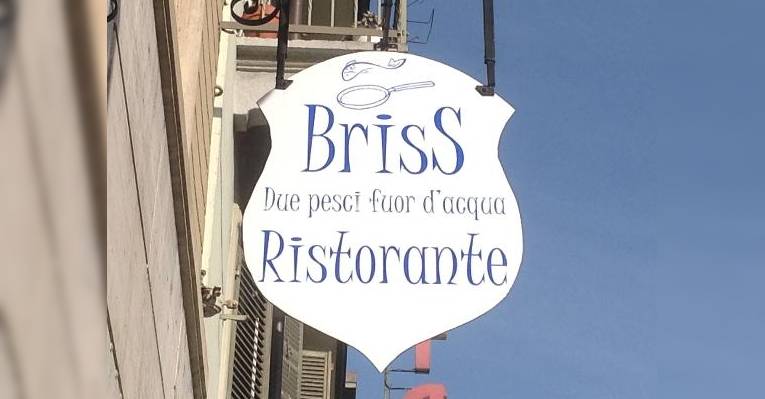 BrisS
Due pesci fuor d'acqua
Ristorante